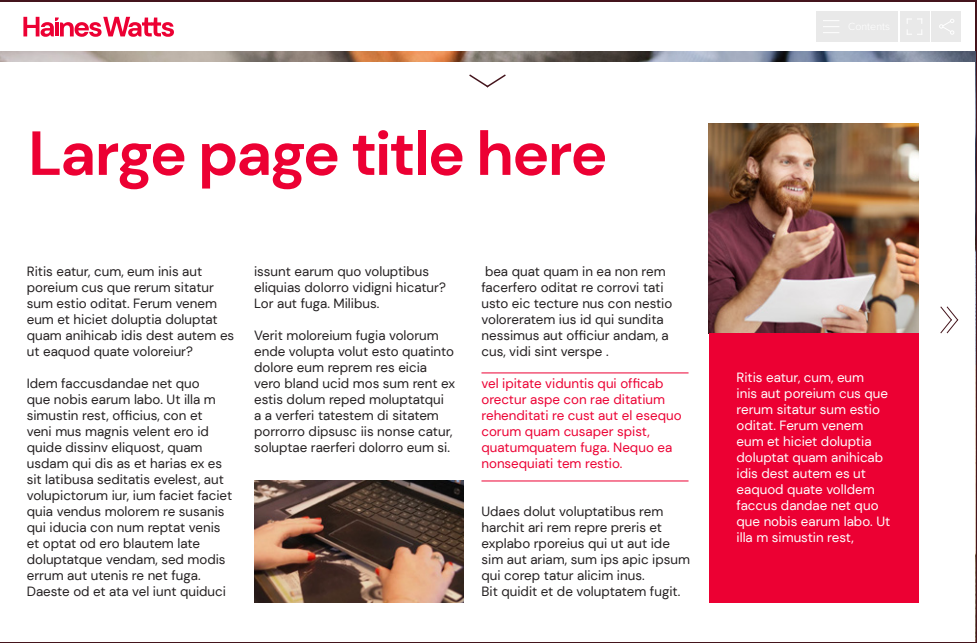 Haines Watts
Contents
Large page title here
Ritis eatur, cum, eum inis aut
poreium cus que rerum sitatur
sum estio oditat. Ferum venem
eum et hiciet doluptia doluptat
quam anihicab idis dest autem es
ut eaquod quate voloreiur?
Idem faccusdandae net quo
que nobis earum labo. Ut illa m
simustin rest, officius, con et
veni mus magnis velent ero id
quide dissinv eliquost, quam
usdam qui dis as et harias ex es
sit latibusa seditatis evelest, aut
volupictorum iur, ium faciet faciet
quia vendus molorem re susanis
qui iducia con num reptat venis
et optat od ero blautem late
doluptatque vendam, sed modis
errum aut utenis re net fuga.
Daeste od et ata vel iunt quiduci
issunt earum quo voluptibus
eliquias dolorro vidigni hicatur?
Lor aut fuga. Milibus.
Verit moloreium fugia volorum
ende volupta volut esto quatinto
dolore eum reprem res eicia
vero bland ucid mos sum rent ex
estis dolum reped moluptatqui
a a verferi tatestem di sitatem
porrorro dipsusc iis nonse catur,
soluptae raerferi dolorro eum si.
bea quat quam in ea non rem
facerfero oditat re corrovi tati
usto eic tecture nus con nestio
voloreratem ius id qui sundita
nessimus aut officiur andam, a
cus, vidi sint verspe .
vel ipitate viduntis qui officab
orectur aspe con rae ditatium
rehenditati re cust aut el esequo
corum quam cusaper spist,
quatumquatem fuga. Nequo ea
nonsequiati tem restio.
Udaes dolut voluptatibus rem
harchit ari rem repre preris et
explabo rporeius qui ut aut ide
sim aut ariam, sum ips apic ipsum
qui corep tatur alicim inus.
Bit quidit et de voluptatem fugit.
Ritis eatur, cum, eum
inis aut poreium cus que
rerum sitatur sum estio
oditat. Ferum venem
eum et hiciet doluptia
doluptat quam anihicab
idis dest autem es ut
eaquod quate volldem
faccus dandae net quo
que nobis earum labo. Ut
illa m simustin rest,